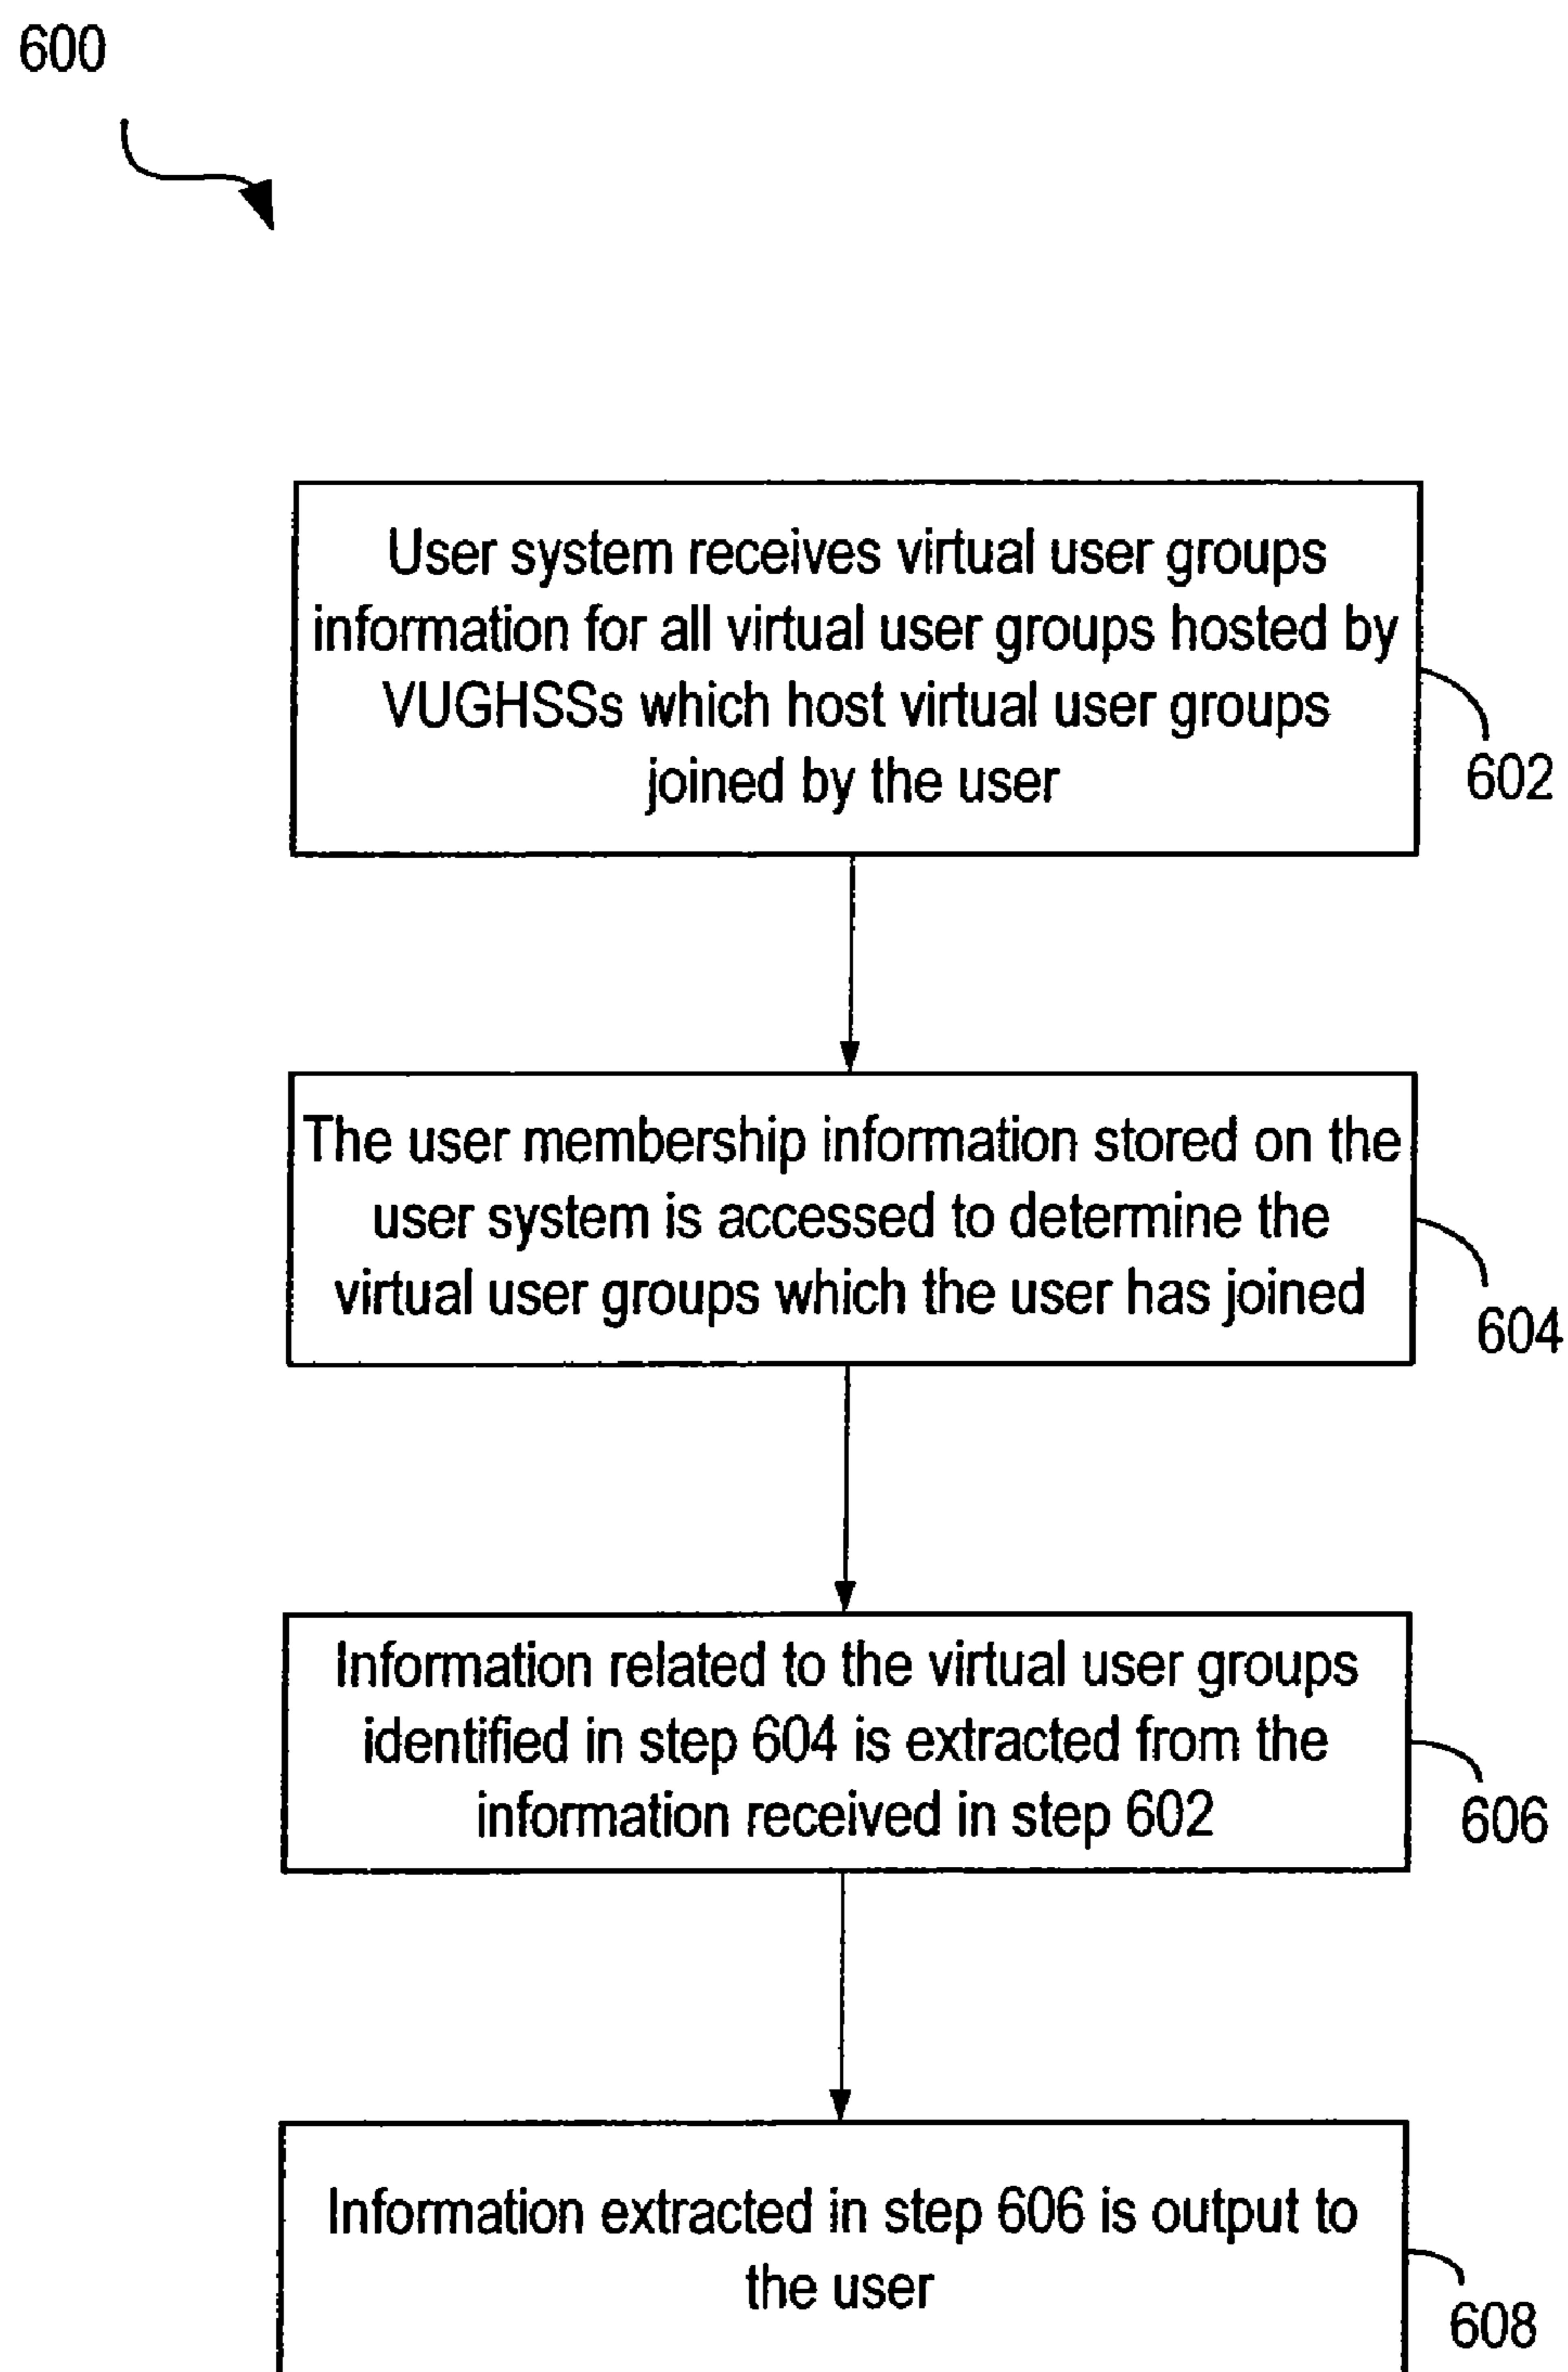 600
User system receives virtual user groups
information for all virtual user groups hosted by
VUGHSSs which host virtual user groups
joined by the user
602
The user membership information stored on the
user system is accessed to determine the
virtual user groups which the user has joined
604
Information related to the virtual user groups
identified in step 604 is extracted from the
information received in step 602
606
Information extracted in step 606 is output to
the user
608